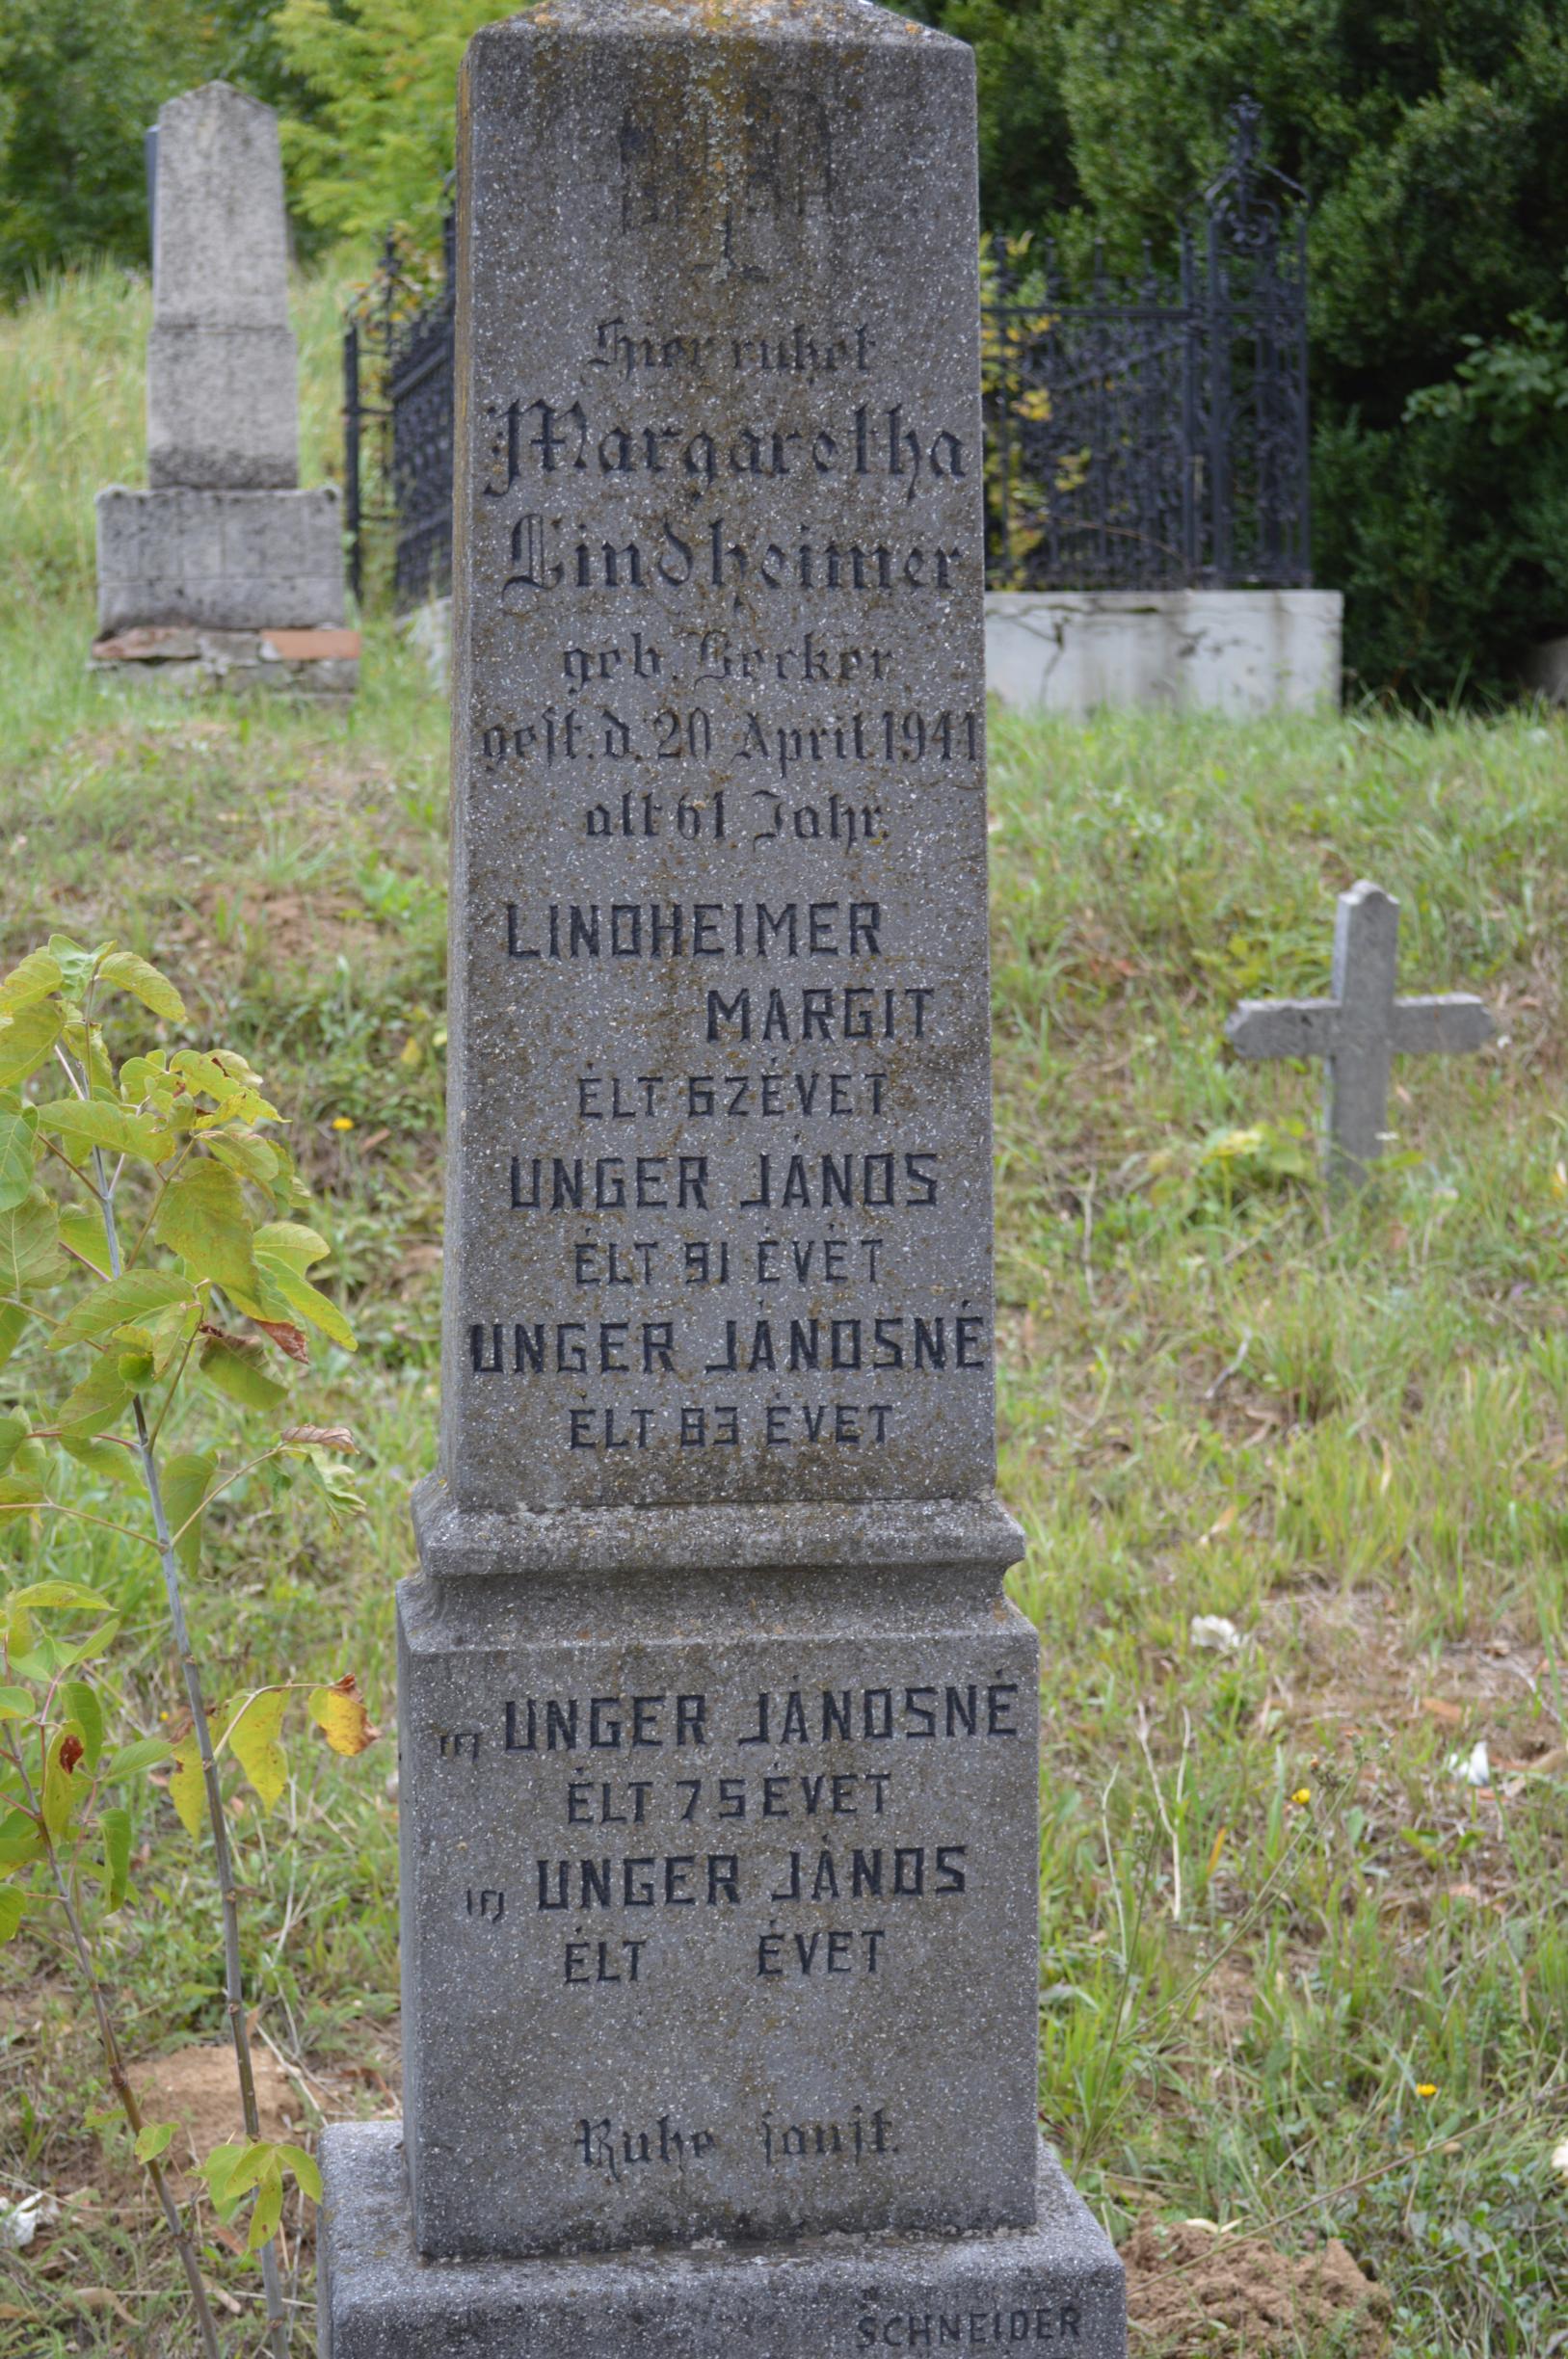 Hier ruhet
Margaretha
Lindheimer
geb. Becker
gest. d. 20 April 1941
alt 61 Jahr.
LINDHEIMER
MARGIT
ÉLT 62 ÉVET
UNGER JÁNOS
ÉLT 91 ÉVET
UNGER JÁNOSNÉ
ÉLT 83 ÉVET
IFJ UNGER JÁNOSNÉ
ÉLT 75 ÉVET
IFJ UNGER JÁNOS
ÉLT ÉVET
Ruhe sanft.
SCHNEIDER